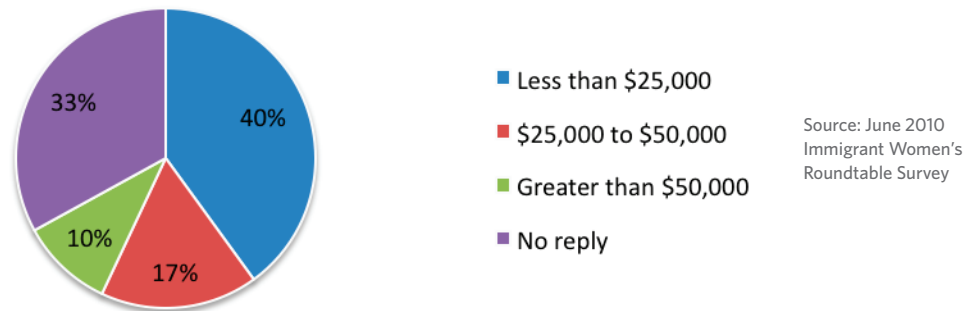 33%
40%
10%
17%
Less than $25,000
$25,000 to $50,000
Greater than $50,000
No reply
Source: June 2010
Immigrant Women’s
Roundtable Survey